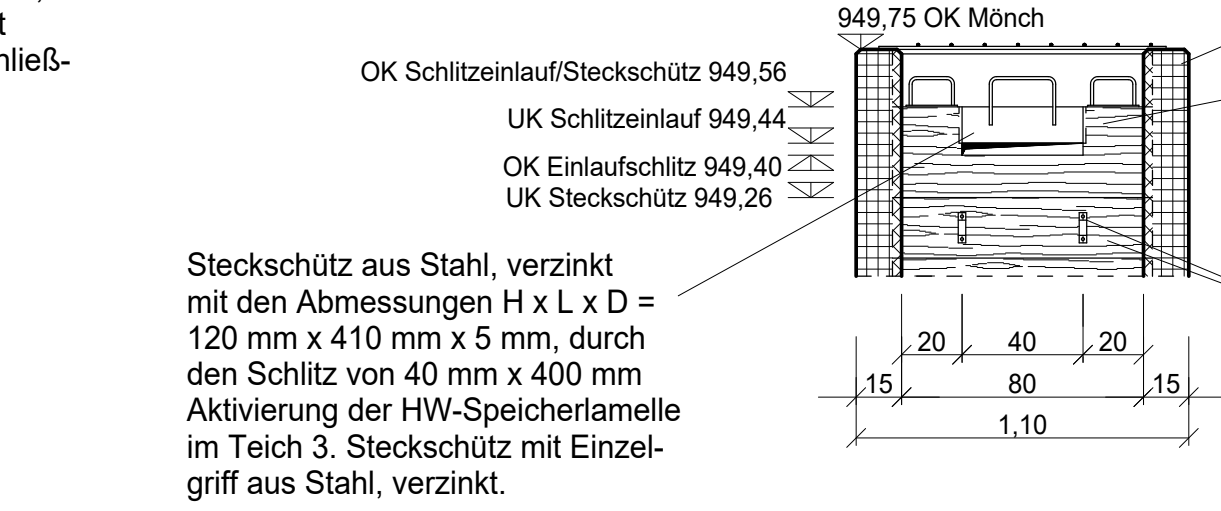 t
hließ-
949,75 OK Mönch
OK Schlitzeinlauf/Steckschütz 949,56
UK Schlitzeinlauf 949,44
OK Einlaufschlitz 949,40
UK Steckschütz 949,26
Steckschütz aus Stahl, verzinkt
mit den Abmessungen H x L x D =
120 mm x 410 mm x 5 mm, durch
den Schlitz von 40 mm x 400 mm
Aktivierung der HW-Speicherlamelle
im Teich 3. Steckschütz mit Einzel-
griff aus Stahl, verzinkt.
20 40 20
15 80 15
1,10